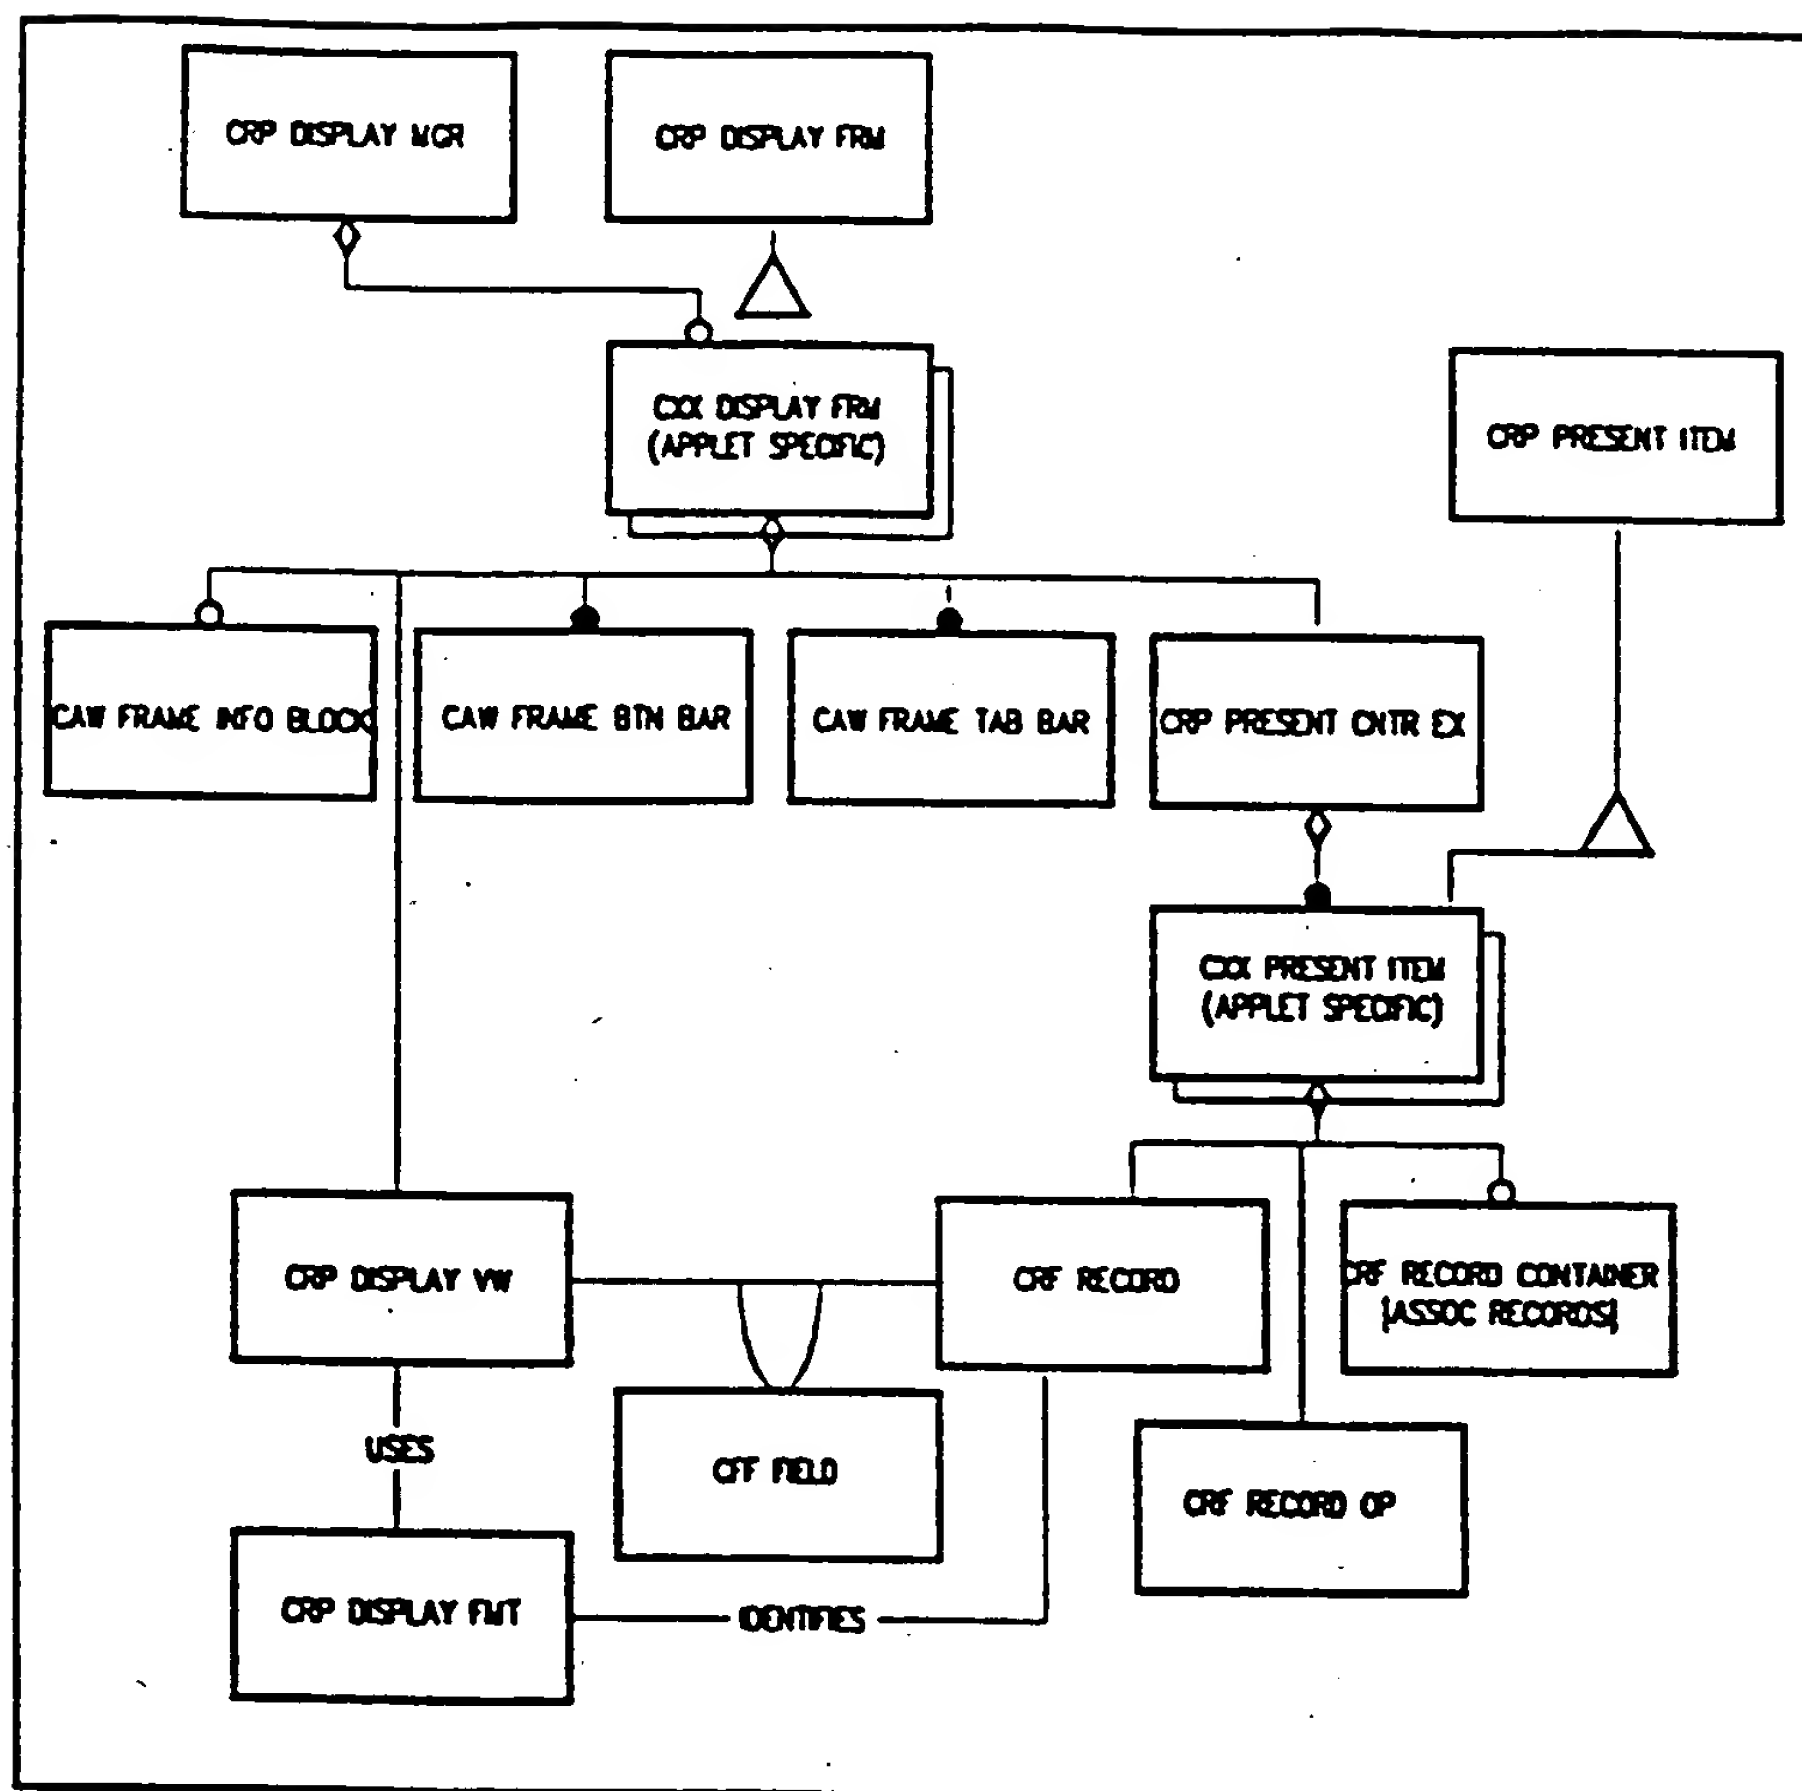 CRP DISPLAY MGR
CRP DISPLAY FRM
CXX DISPLAY FRM
(APPLET SPECIFIC)
CRP PRESENT ITEM
CAW FRAME INFO BLOCK
CAW FRAME BTN BAR
CAW FRAME TAB BAR
CRP PRESENT CNTR EX
CXX PRESENT ITEM
(APPLET SPECIFIC)
CRP DISPLAY VW
CRF RECORD
CRF RECORD CONTAINER
[ASSOC RECORDS]
USES
CFF FIELD
CRF RECORD OP
CRP DISPLAY FMT
IDENTIFIES